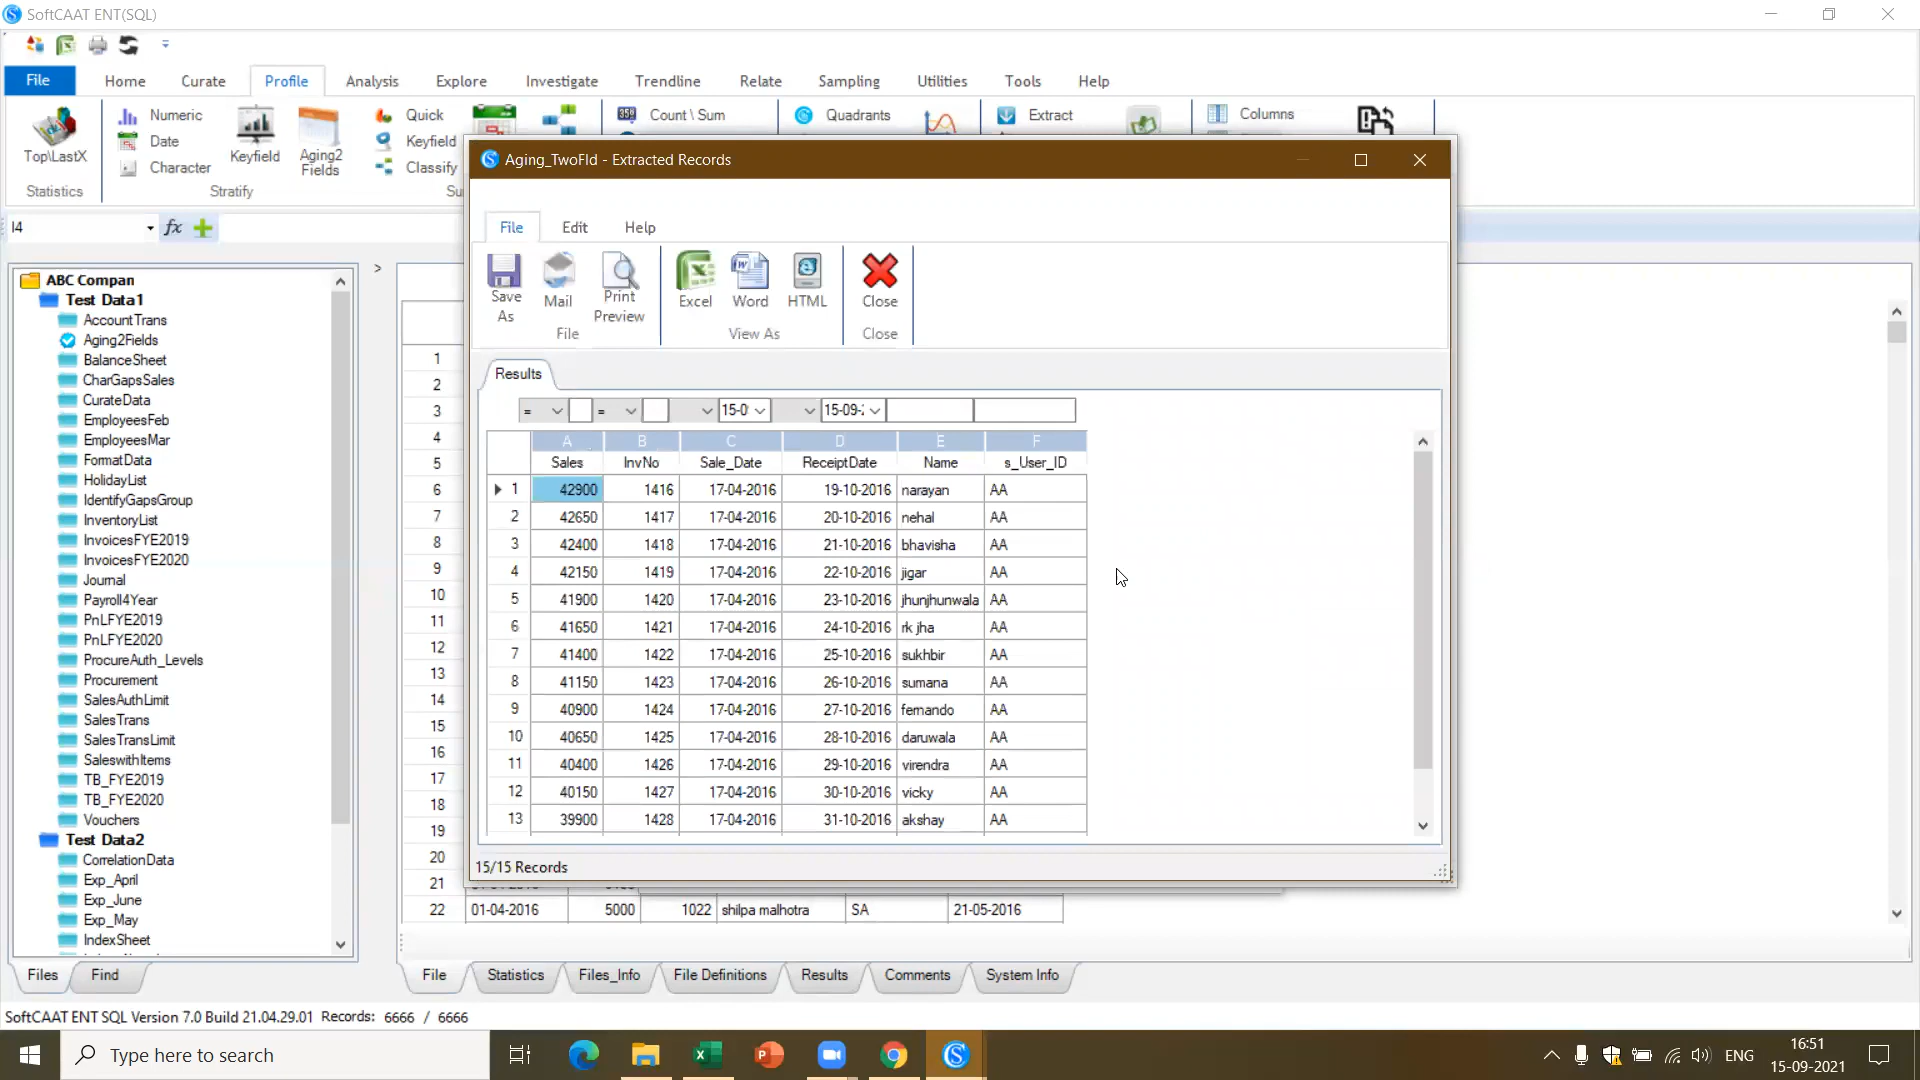 SoftCAAT ENT(SQL)
File Home Curate Profile Analysis Explore Investigate Trendline Relate Sampling Utilities Tools Help
Top\LastX
Statistics
Numeric
Date
Character
Keyfield
Aging2 Fields
Stratify
Quick
Keyfield
Classify
Su
Count \ Sum
Quadrants
Extract
Columns
I4
fx
ABC Compan
Test Data1
AccountTrans
Aging2Fields
BalanceSheet
CharGapsSales
CurateData
EmployeesFeb
EmployeesMar
FormatData
HolidayList
IdentifyGapsGroup
InventoryList
InvoicesFYE2019
InvoicesFYE2020
Journal
Payroll4Year
PnLFYE2019
PnLFYE2020
ProcureAuth_Levels
Procurement
SalesAuthLimit
SalesTrans
SalesTransLimit
SaleswithItems
TB_FYE2019
TB_FYE2020
Vouchers
Test Data2
CorrelationData
Exp_April
Exp_June
Exp_May
IndexSheet
Files Find
>
1
2
3
4
5
6
7
8
9
10
11
12
13
14
15
16
17
18
19
20
21
22 01-04-2016 5000 1022 shilpa malhotra SA 21-05-2016
Aging_TwoFld - Extracted Records
File Edit Help
Save As
Mail
Print Preview
File
Excel
Word
HTML
View As
Close
Close
Results
= = 15-0 15-09-2
A B C D E F
Sales InvNo Sale_Date ReceiptDate Name s_User_ID
1 42900 1416 17-04-2016 19-10-2016 narayan AA
2 42650 1417 17-04-2016 20-10-2016 nehal AA
3 42400 1418 17-04-2016 21-10-2016 bhavisha AA
4 42150 1419 17-04-2016 22-10-2016 jigar AA
5 41900 1420 17-04-2016 23-10-2016 jhunjhunwala AA
6 41650 1421 17-04-2016 24-10-2016 rk jha AA
7 41400 1422 17-04-2016 25-10-2016 sukhbir AA
8 41150 1423 17-04-2016 26-10-2016 sumana AA
9 40900 1424 17-04-2016 27-10-2016 fernando AA
10 40650 1425 17-04-2016 28-10-2016 daruwala AA
11 40400 1426 17-04-2016 29-10-2016 virendra AA
12 40150 1427 17-04-2016 30-10-2016 vicky AA
13 39900 1428 17-04-2016 31-10-2016 akshay AA
15/15 Records
File Statistics Files_Info File Definitions Results Comments System Info
SoftCAAT ENT SQL Version 7.0 Build 21.04.29.01 Records: 6666 / 6666
Type here to search
ENG
16:51
15-09-2021